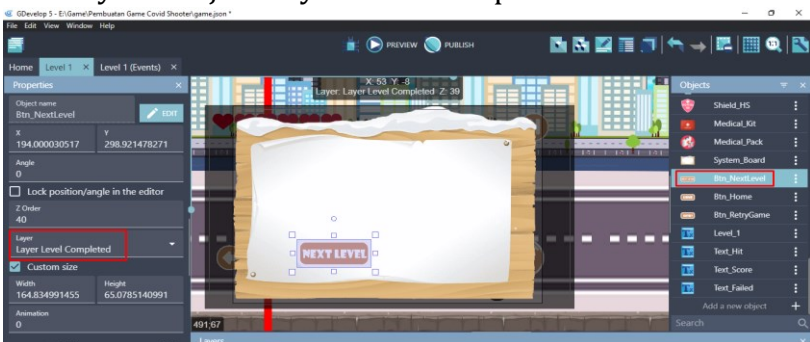 GDevelop 5 - E:\Game\Pembuatan Game Covid Shooter\game.json *
File Edit View Window Help
PREVIEW PUBLISH
Home Level 1 × Level 1 (Events) ×
Properties ×
Object name
Btn_NextLevel
EDIT
X Y
194.000030517 298.921478271
Angle
0
Lock position/angle in the editor
Z Order
40
Layer
Layer Level Completed
Custom size
Width Height
164.834991455 65.0785140991
Animation
0
X: 53 Y: -8
Layer: Layer Level Completed Z: 39
NEXT LEVEL
491;67
Layers
Objects
Shield_HS
Medical_Kit
Medical_Pack
System_Board
Btn_NextLevel
Btn_Home
Btn_RetryGame
Level_1
Text_Hit
Text_Score
Text_Failed
Add a new object +
Search